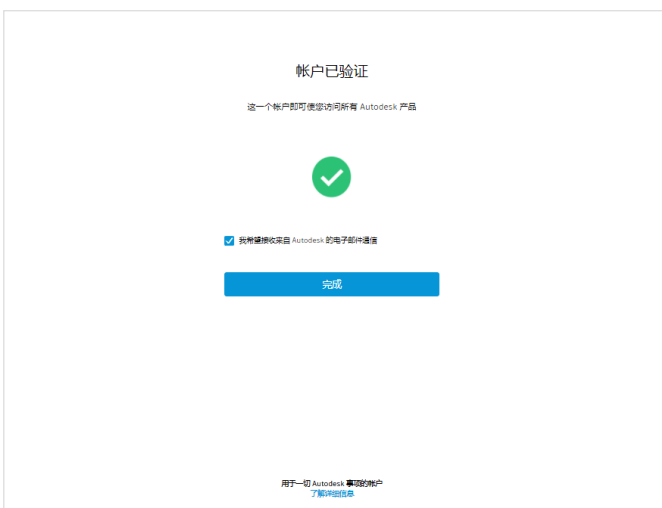 帐户已验证
这一个帐户即可使您访问所有 Autodesk 产品
我希望接收来自 Autodesk 的电子邮件通信
完成
用于一切 Autodesk 事项的帐户
了解详细信息